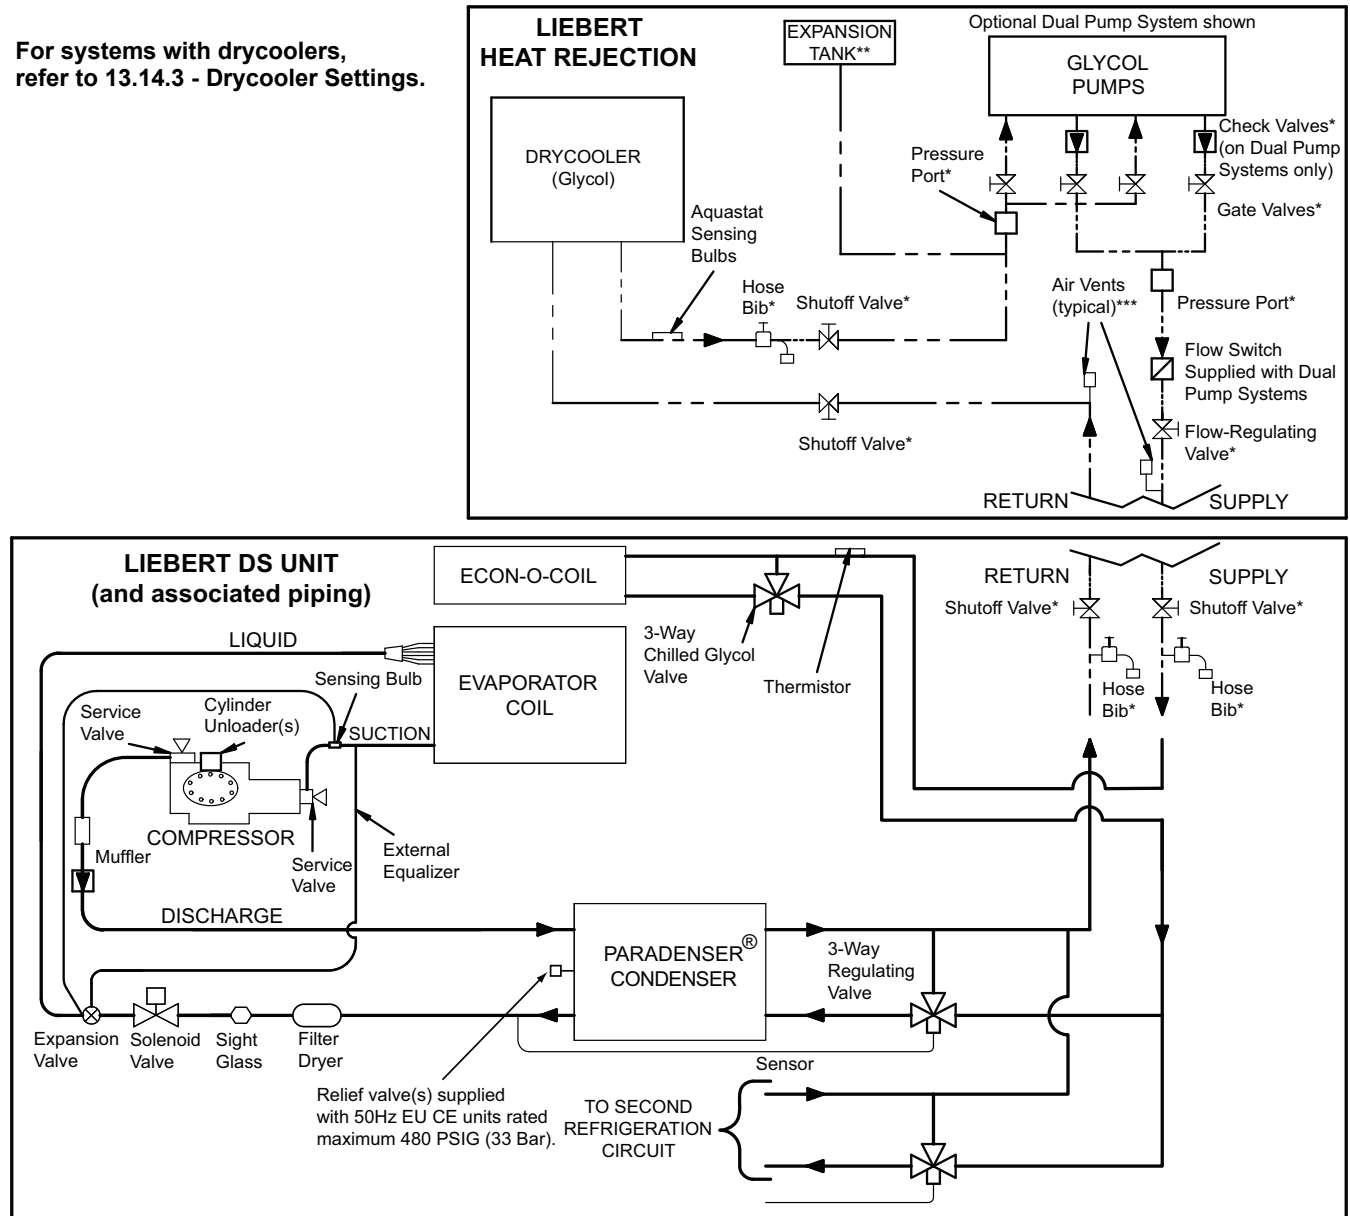 For systems with drycoolers,
refer to 13.14.3 - Drycooler Settings.
LIEBERT
HEAT REJECTION
EXPANSION
TANK**
Optional Dual Pump System shown
GLYCOL
PUMPS
DRYCOOLER
(Glycol)
Pressure
Port*
Check Valves*
(on Dual Pump
Systems only)
Gate Valves*
Aquastat
Sensing
Bulbs
Hose
Bib*
Shutoff Valve*
Air Vents
(typical)***
Pressure Port*
Flow Switch
Supplied with Dual
Pump Systems
Shutoff Valve*
Flow-Regulating
Valve*
RETURN
SUPPLY
LIEBERT DS UNIT
(and associated piping)
ECON-O-COIL
RETURN
SUPPLY
Shutoff Valve*
Shutoff Valve*
LIQUID
3-Way
Chilled Glycol
Valve
Thermistor
Sensing Bulb
EVAPORATOR
COIL
Hose
Bib*
Hose
Bib*
Service
Valve
Cylinder
Unloader(s)
SUCTION
COMPRESSOR
Muffler
Service
Valve
External
Equalizer
DISCHARGE
PARADENSER®
CONDENSER
3-Way
Regulating
Valve
Expansion
Valve
Solenoid
Valve
Sight
Glass
Filter
Dryer
Sensor
Relief valve(s) supplied
with 50Hz EU CE units rated
maximum 480 PSIG (33 Bar).
TO SECOND
REFRIGERATION
CIRCUIT